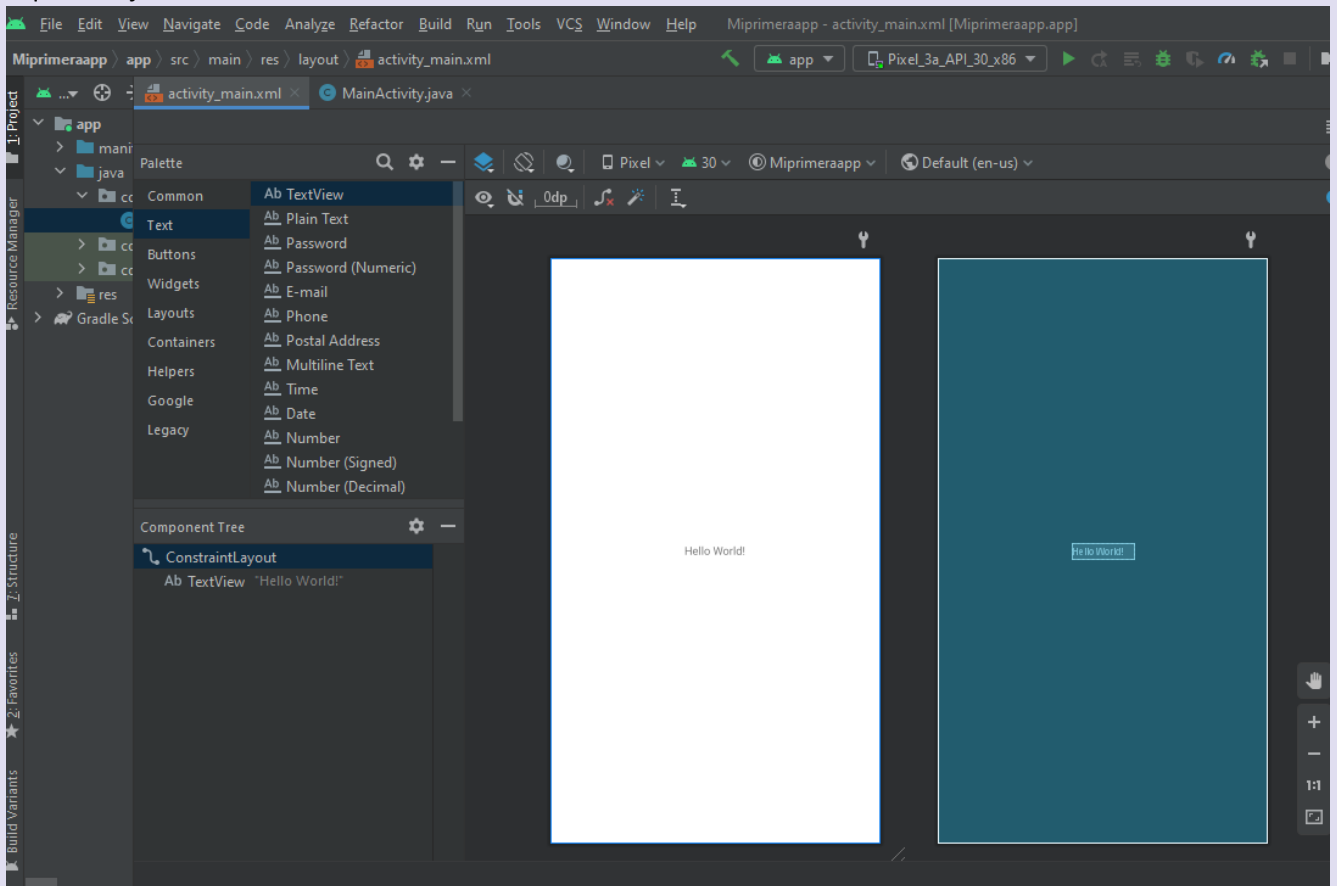 File Edit View Navigate Code Analyze Refactor Build Run Tools VCS Window Help Miprimeraapp - activity_main.xml [Miprimeraapp.app]
Miprimeraapp app src main res layout activity_main.xml app Pixel_3a_API_30_x86
1: Project
Resource Manager
7: Structure
2: Favorites
Build Variants
... activity_main.xml MainActivity.java
app
mani
java
cc
cc
cc
res
Gradle Sc
Palette
Common
Text
Buttons
Widgets
Layouts
Containers
Helpers
Google
Legacy
Ab TextView
Ab Plain Text
Ab Password
Ab Password (Numeric)
Ab E-mail
Ab Phone
Ab Postal Address
Ab Multiline Text
Ab Time
Ab Date
Ab Number
Ab Number (Signed)
Ab Number (Decimal)
Component Tree
ConstraintLayout
Ab TextView "Hello World!"
Pixel 30 Miprimeraapp Default (en-us)
0dp
Hello World!
Hello World!
1:1